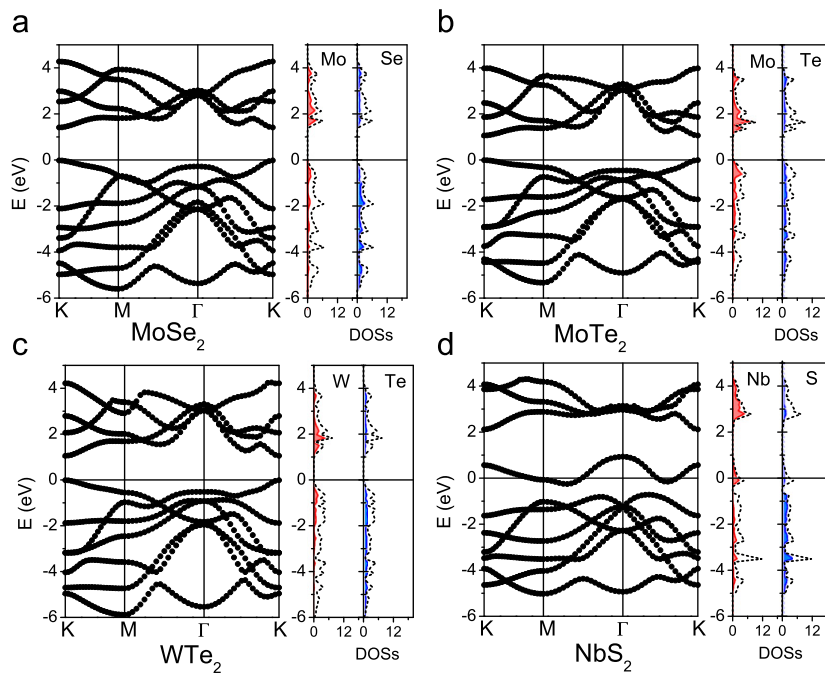 a
Mo
Se
4
2
0
-2
-4
-6
E (eV)
K
M
Γ
K
0
12
0
12
MoSe2
DOSs
b
Mo
Te
4
2
0
-2
-4
-6
E (eV)
K
M
Γ
K
0
12
0
12
MoTe2
DOSs
c
W
Te
4
2
0
-2
-4
-6
E (eV)
K
M
Γ
K
0
12
0
12
WTe2
DOSs
d
Nb
S
4
2
0
-2
-4
-6
E (eV)
K
M
Γ
K
0
12
0
12
NbS2
DOSs